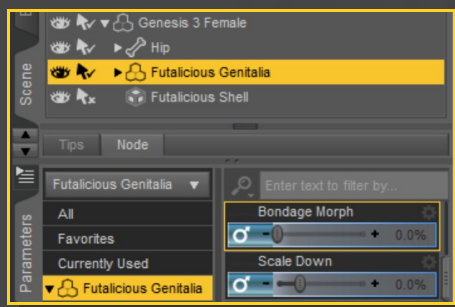 Genesis 3 Female
Hip
Futalicious Genitalia
Futalicious Shell
Scene
Tips
Node
Parameters
Futalicious Genitalia
Enter text to filter by...
All
Favorites
Currently Used
Futalicious Genitalia
Bondage Morph
- + 0.0%
Scale Down
- + 0.0%